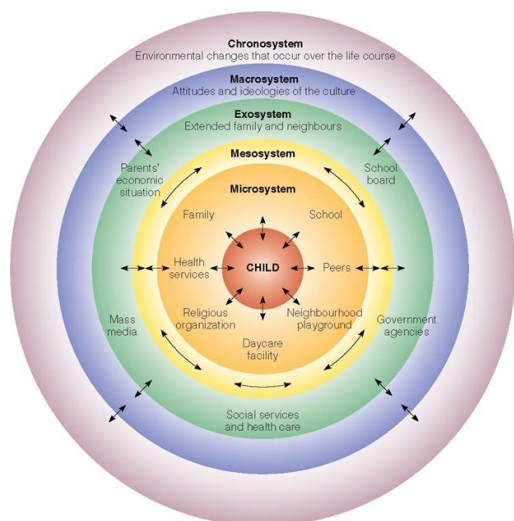 Chronosystem
Environmental changes that occur over the life course
Macrosystem
Attitudes and ideologies of the culture
Exosystem
Extended family and neighbours
Mesosystem
Parents'
economic
situation
School
board
Microsystem
Family
School
Health
services
CHILD
Peers
Religious
organization
Neighbourhood
playground
Mass
media
Government
agencies
Daycare
facility
Social services
and health care